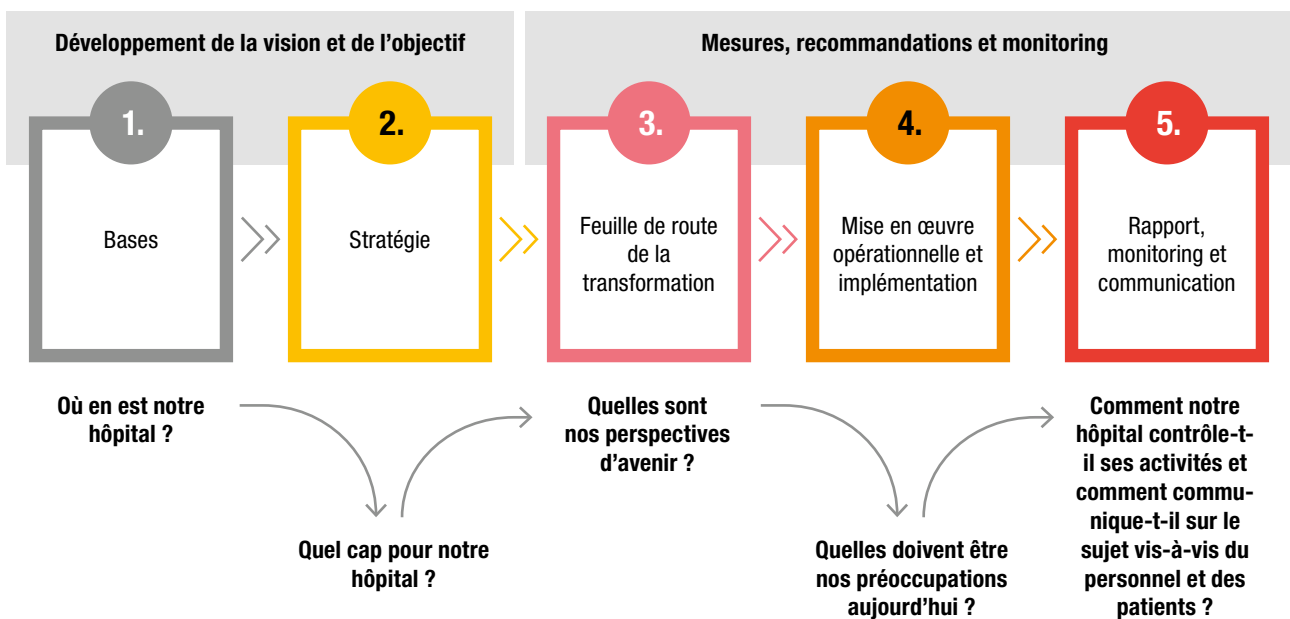 Développement de la vision et de l'objectif
Mesures, recommandations et monitoring
1.
2.
3.
4.
5.
Bases
Stratégie
Feuille de route
de la
transformation
Mise en œuvre
opérationnelle et
implémentation
Rapport,
monitoring et
communication
Où en est notre
hôpital ?
Quel cap pour notre
hôpital ?
Quelles sont
nos perspectives
d'avenir ?
Quelles doivent être
nos préoccupations
aujourd'hui ?
Comment notre
hôpital contrôle-t-
il ses activités et
comment commu-
nique-t-il sur le
sujet vis-à-vis du
personnel et des
patients ?